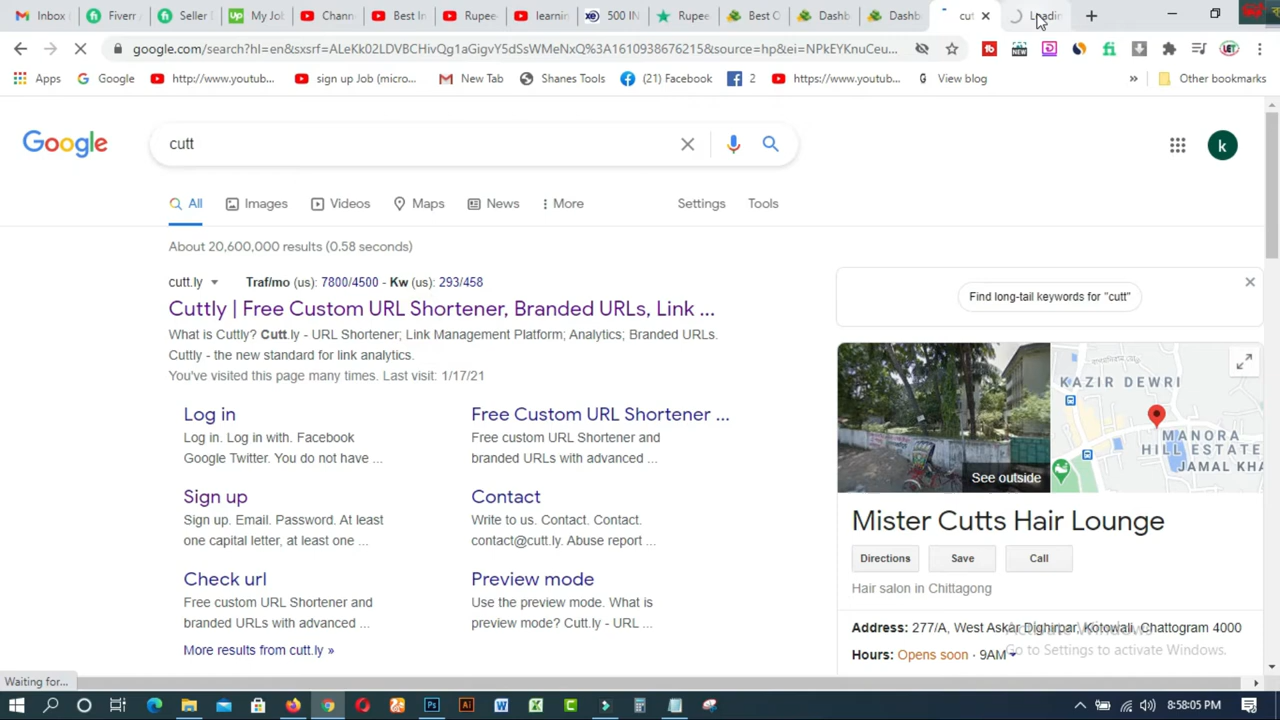 Inbox
Fiverr
Seller
My Jol
Chann
Best In
Rupee
learni
500 IN
Rupee
Best O
Dash
Dashb
cut
Loadin
google.com/search?hl=en&sxsrf=ALeKk02LDVBCHivQg1aGigvY5dSsWMeNxQ%3A1610938676215&source=hp&ei=NPkEYKnuCeu...
Apps
Google
http://www.youtub...
sign up Job (micro...
New Tab
Shanes Tools
(21) Facebook
2
https://www.youtub...
View blog
Other bookmarks
Google
cutt
k
All
Images
Videos
Maps
News
More
Settings
Tools
About 20,600,000 results (0.58 seconds)
cutt.ly Traf/mo (us): 7800/4500 - Kw (us): 293/458
Cuttly | Free Custom URL Shortener, Branded URLs, Link ...
What is Cuttly? Cutt.ly - URL Shortener; Link Management Platform; Analytics; Branded URLs.
Cuttly - the new standard for link analytics.
You've visited this page many times. Last visit: 1/17/21
Log in
Log in. Log in with. Facebook
Google Twitter. You do not have ...
Free Custom URL Shortener ...
Free custom URL Shortener and
branded URLs with advanced ...
Sign up
Sign up. Email. Password. At least
one capital letter, at least one ...
Contact
Write to us. Contact. Contact.
contact@cutt.ly. Abuse report ...
Check url
Free custom URL Shortener and
branded URLs with advanced ...
Preview mode
Use the preview mode. What is
preview mode? Cutt.ly - URL ...
More results from cutt.ly »
Find long-tail keywords for "cutt"
See outside
KAZIR DEWRI
MANORA
HILL ESTATE
JAMAL KHA
Mister Cutts Hair Lounge
Directions
Save
Call
Hair salon in Chittagong
Address: 277/A, West Askar Dighirpar, Kotowali, Chattogram 4000
Hours: Opens soon · 9AM
Activate Windows
Go to Settings to activate Windows.
Waiting for...
8:58:05 PM